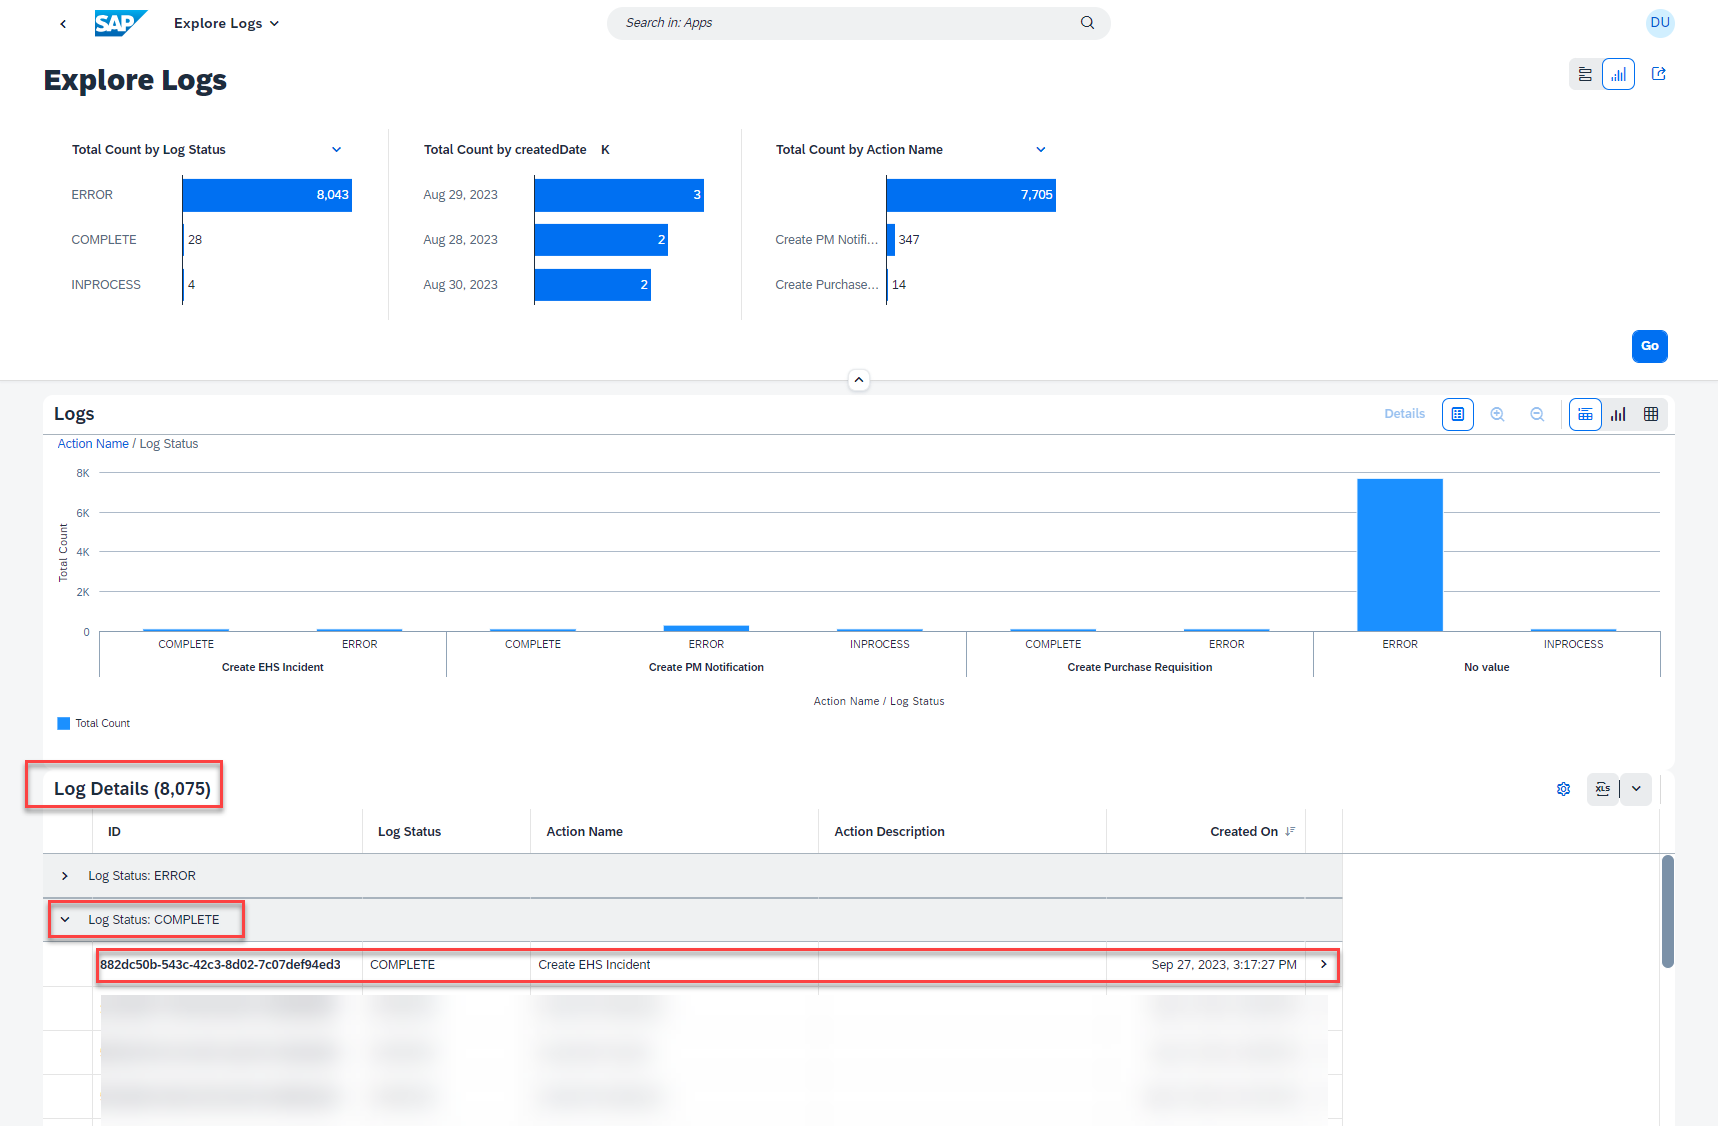 SAP Explore Logs
Search in: Apps
DU
Explore Logs
Total Count by Log Status
ERROR 8,043
COMPLETE 28
INPROCESS 4
Total Count by createdDate K
Aug 29, 2023 3
Aug 28, 2023 2
Aug 30, 2023 2
Total Count by Action Name
7,705
Create PM Notifi... 347
Create Purchase... 14
Go
Logs
Details
Action Name / Log Status
Total Count
8K
6K
4K
2K
0
COMPLETE ERROR COMPLETE ERROR INPROCESS COMPLETE ERROR ERROR INPROCESS
Create EHS Incident Create PM Notification Create Purchase Requisition No value
Action Name / Log Status
Total Count
Log Details (8,075)
XLS
ID Log Status Action Name Action Description Created On
Log Status: ERROR
Log Status: COMPLETE
882dc50b-543c-42c3-8d02-7c07def94ed3 COMPLETE Create EHS Incident Sep 27, 2023, 3:17:27 PM